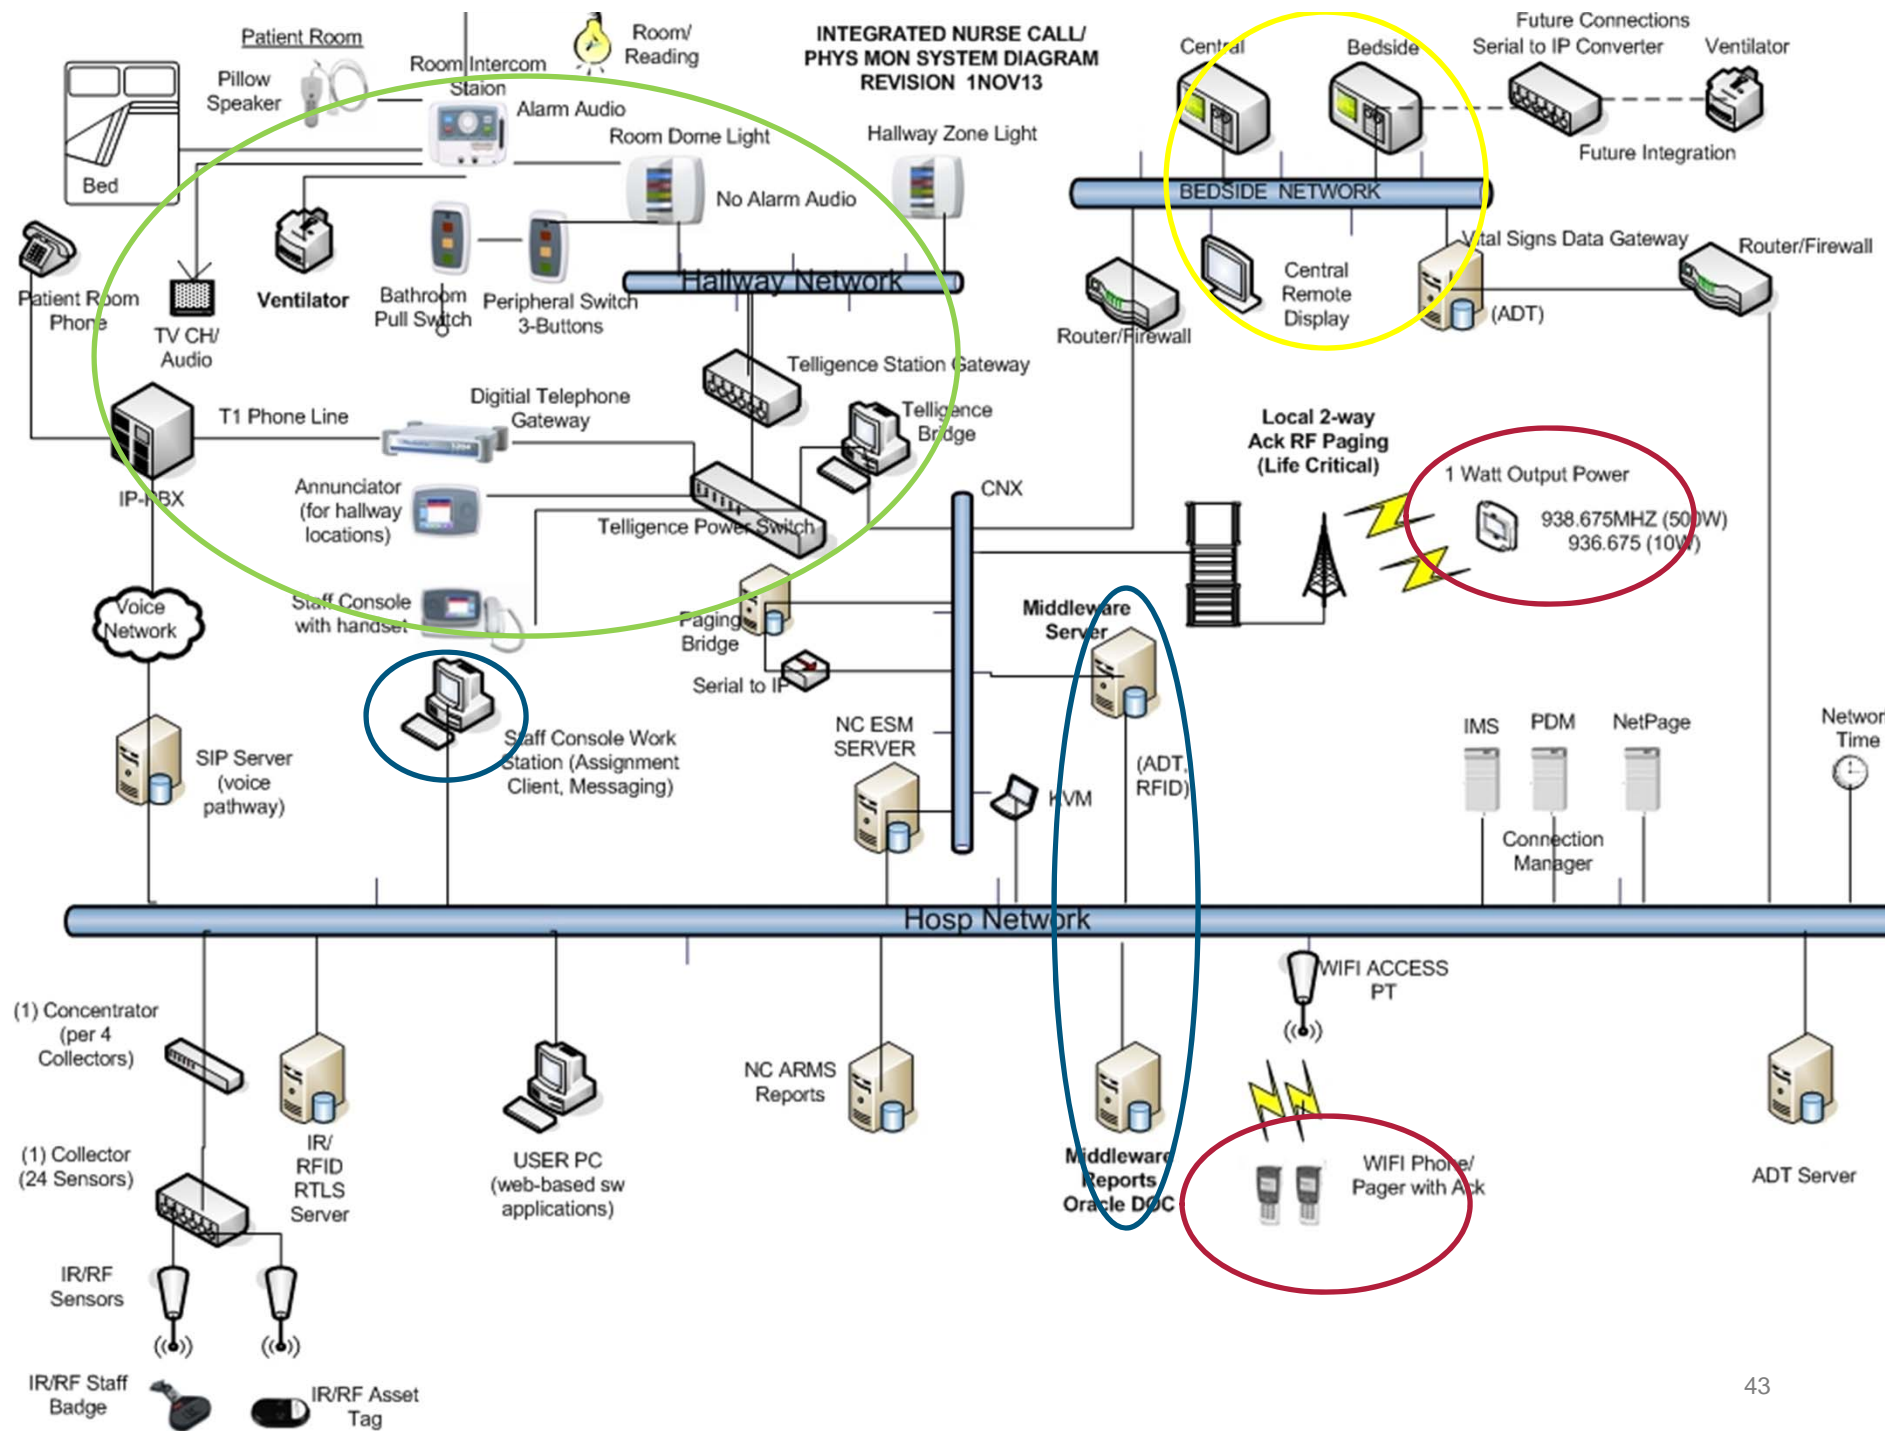 INTEGRATED NURSE CALL/
PHYS MON SYSTEM DIAGRAM
REVISION 1NOV13
Patient Room
Pillow
Speaker
Room Intercom
Staion
Alarm Audio
Room/
Reading
Bed
Room Dome Light
No Alarm Audio
Hallway Zone Light
Central
Bedside
Future Connections
Serial to IP Converter
Ventilator
Future Integration
BEDSIDE NETWORK
Patient Room
Phone
TV CH/
Audio
Ventilator
Bathroom
Pull Switch
Peripheral Switch
3-Buttons
Hallway Network
Router/Firewall
Central
Remote
Display
Vital Signs Data Gateway
(ADT)
Router/Firewall
Telligence Station Gateway
T1 Phone Line
Digitial Telephone
Gateway
Telligence
Bridge
IP-PBX
Annunciator
(for hallway
locations)
Telligence Power Switch
CNX
Local 2-way
Ack RF Paging
(Life Critical)
1 Watt Output Power
938.675MHZ (500W)
936.675 (10W)
Voice
Network
Staff Console
with handset
Paging
Bridge
Serial to IP
Middleware
Server
SIP Server
(voice
pathway)
Staff Console Work
Station (Assignment
Client, Messaging)
NC ESM
SERVER
KVM
(ADT,
RFID)
IMS
PDM
NetPage
Connection
Manager
Networ
Time
Hosp Network
(1) Concentrator
(per 4
Collectors)
(1) Collector
(24 Sensors)
IR/
RFID
RTLS
Server
USER PC
(web-based sw
applications)
NC ARMS
Reports
Middleware
Reports
Oracle DOC
WIFI ACCESS
PT
WIFI Phone/
Pager with Ack
ADT Server
IR/RF
Sensors
IR/RF Staff
Badge
IR/RF Asset
Tag
43